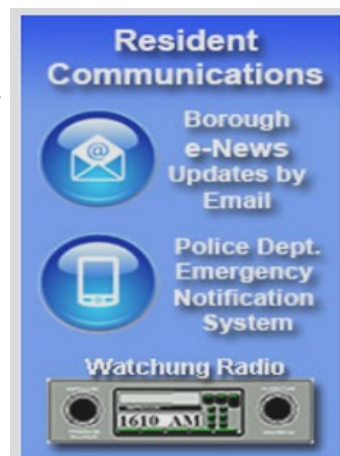 Resident
Communications
Borough
e-News
Updates by
Email
@
Police Dept.
Emergency
Notification
System
Watchung Radio
1610 AM